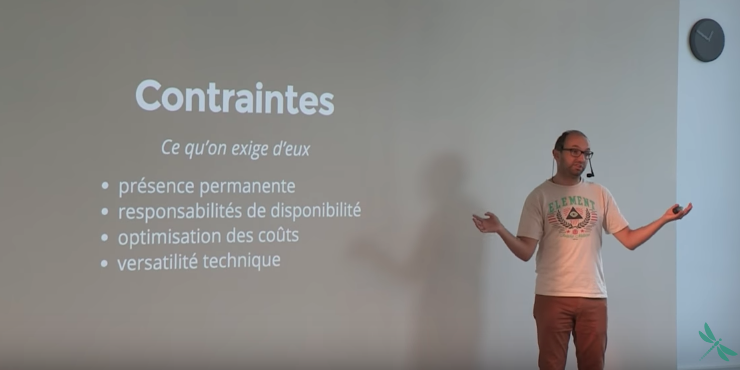 Contraintes
Ce qu'on exige d'eux
• présence permanente
• responsabilités de disponibilité
• optimisation des coûts
• versatilité technique
ELEMENT